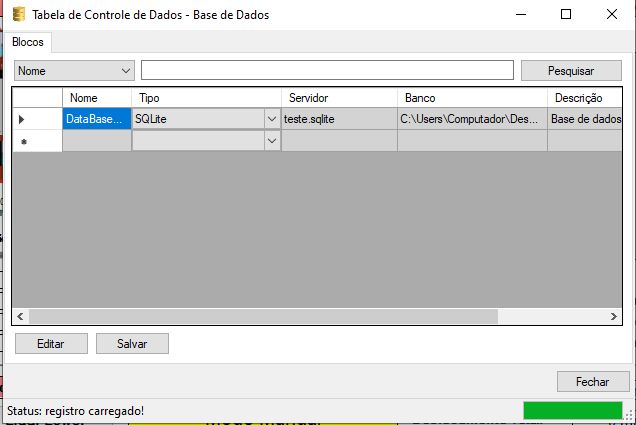 Tabela de Controle de Dados - Base de Dados
Blocos
Nome Pesquisar
Nome Tipo Servidor Banco Descrição
DataBase... SQLite teste.sqlite C:\Users\Computador\Des... Base de dados
Editar Salvar
Fechar
Status: registro carregado!